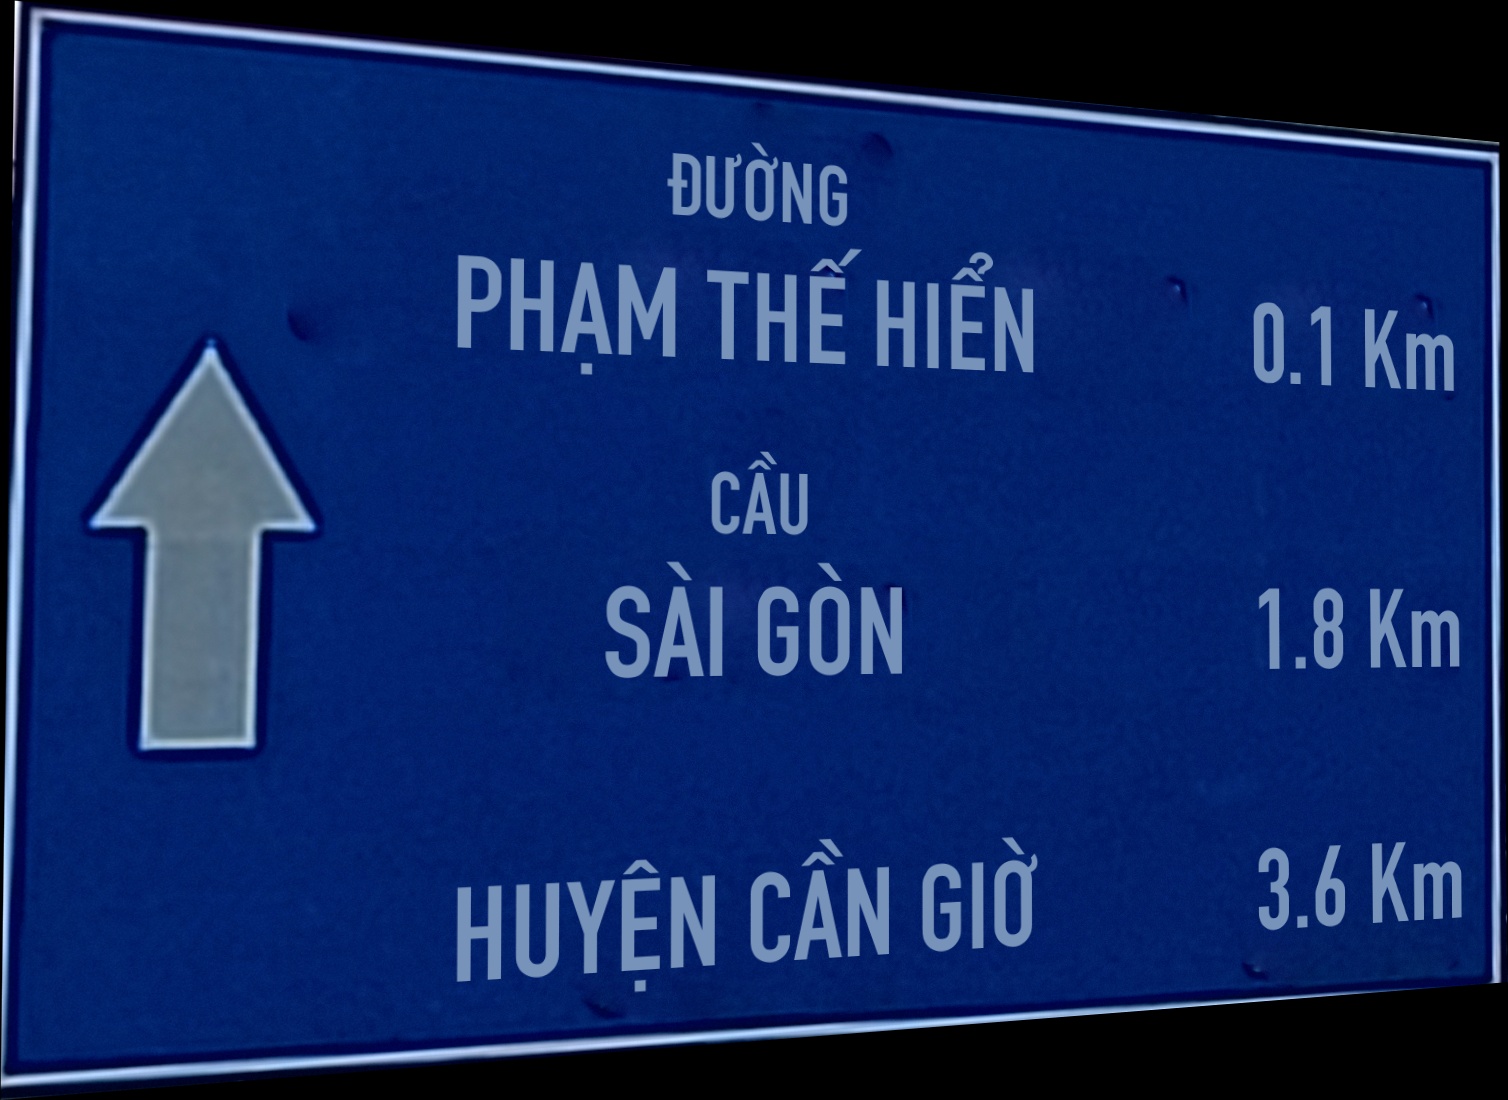 ĐƯỜNG
PHẠM THẾ HIỂN 0.1 Km
CẦU
SÀI GÒN 1.8 Km
HUYỆN CẦN GIỜ 3.6 Km